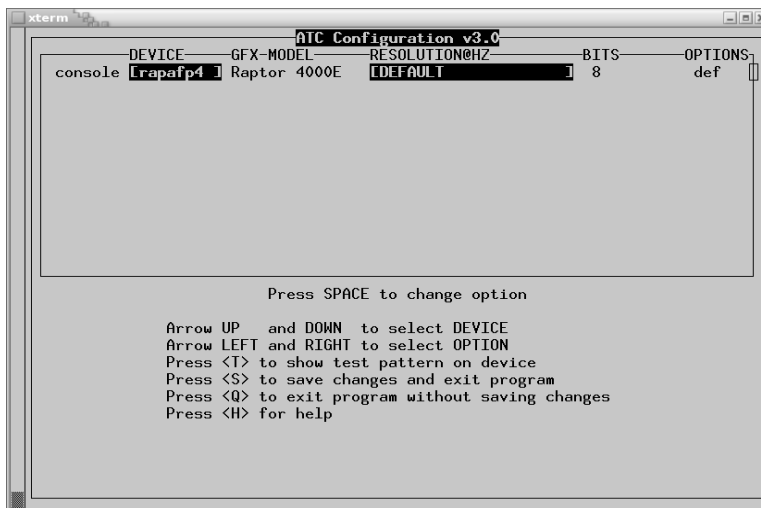 xterm
ATC Configuration v3.0
DEVICE GFX-MODEL RESOLUTION@HZ BITS OPTIONS
console [rapafp4 ] Raptor 4000E [DEFAULT ] 8 def
Press SPACE to change option
Arrow UP and DOWN to select DEVICE
Arrow LEFT and RIGHT to select OPTION
Press <T> to show test pattern on device
Press <S> to save changes and exit program
Press <Q> to exit program without saving changes
Press <H> for help